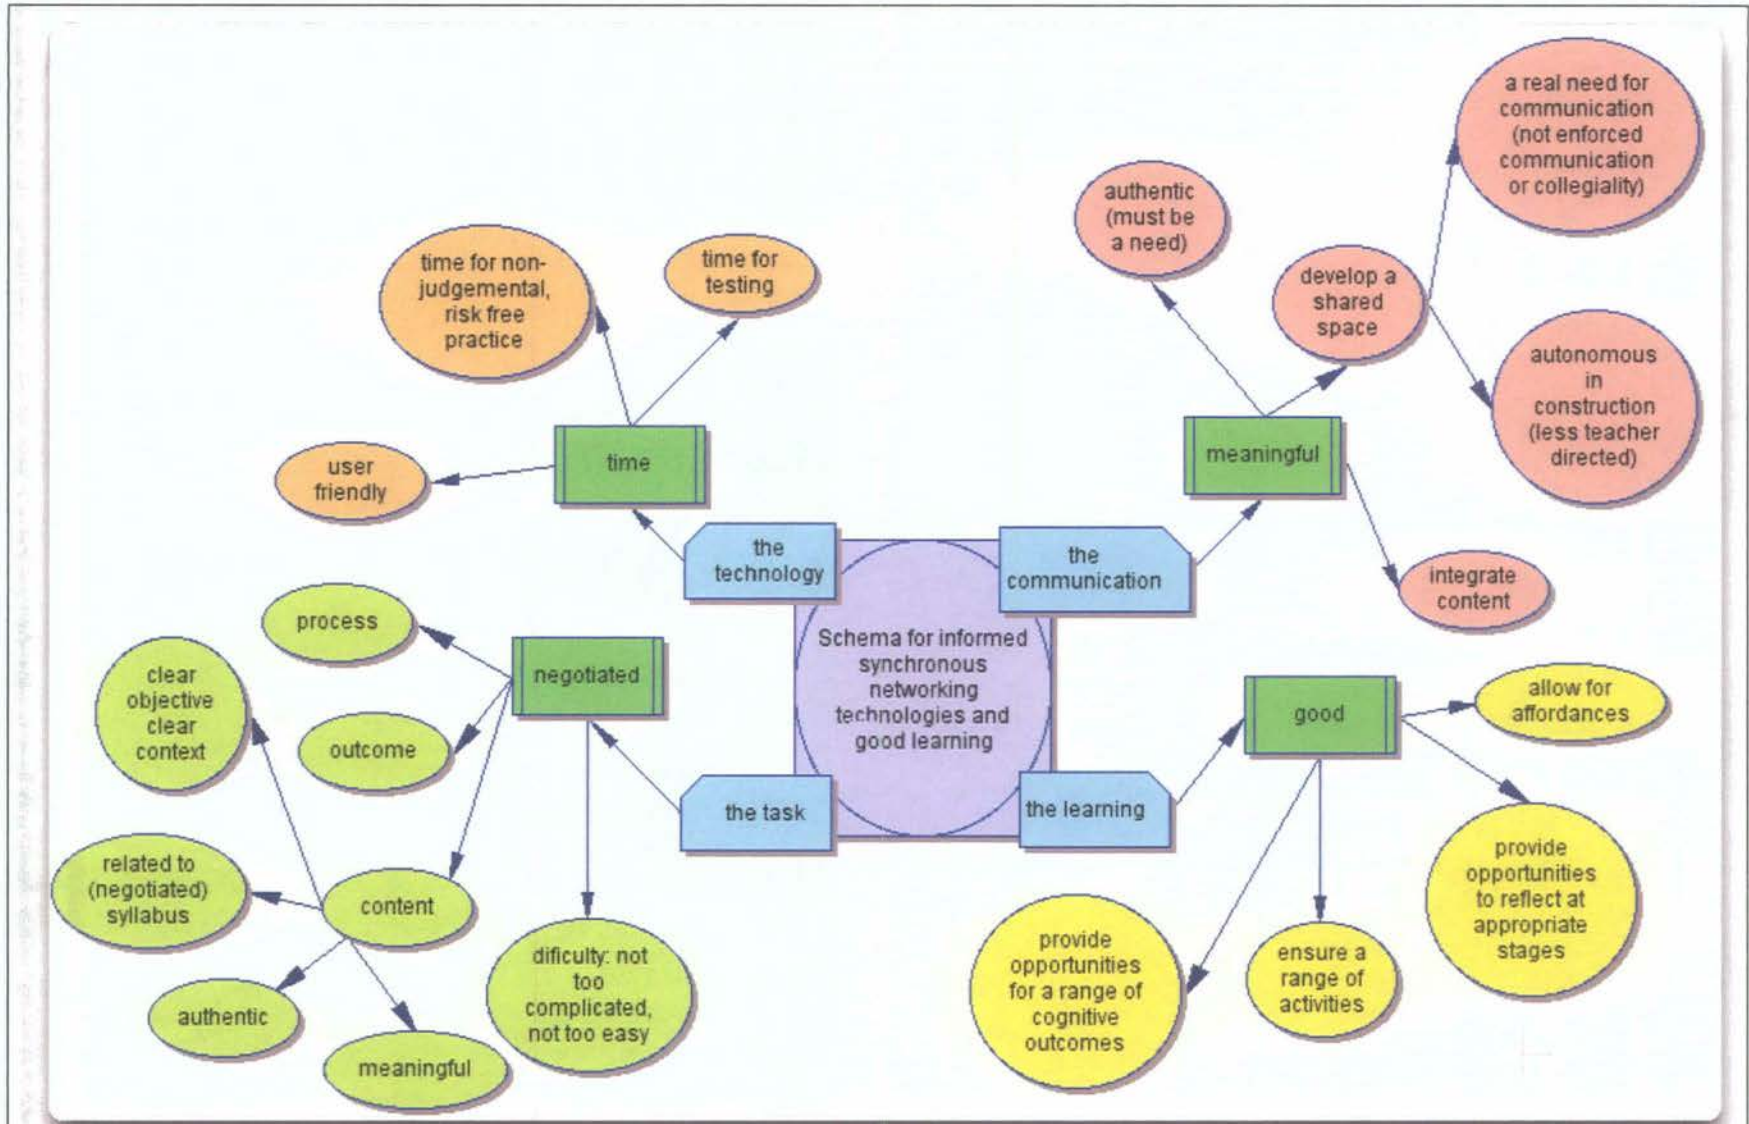 a real need for
communication
(not enforced
communication
or collegiality)
authentic
(must be
a need)
develop a
shared
space
autonomous
in
construction
(less teacher
directed)
meaningful
integrate
content
the
communication
time for non-
judgemental,
risk free
practice
time for
testing
user
friendly
time
the
technology
Schema for informed
synchronous
networking
technologies and
good learning
process
negotiated
clear
objective
clear
context
outcome
the task
related to
(negotiated)
syllabus
content
authentic
meaningful
dificulty: not
too
complicated,
not too easy
the learning
good
allow for
affordances
provide
opportunities
to reflect at
appropriate
stages
ensure a
range of
activities
provide
opportunities
for a range of
cognitive
outcomes